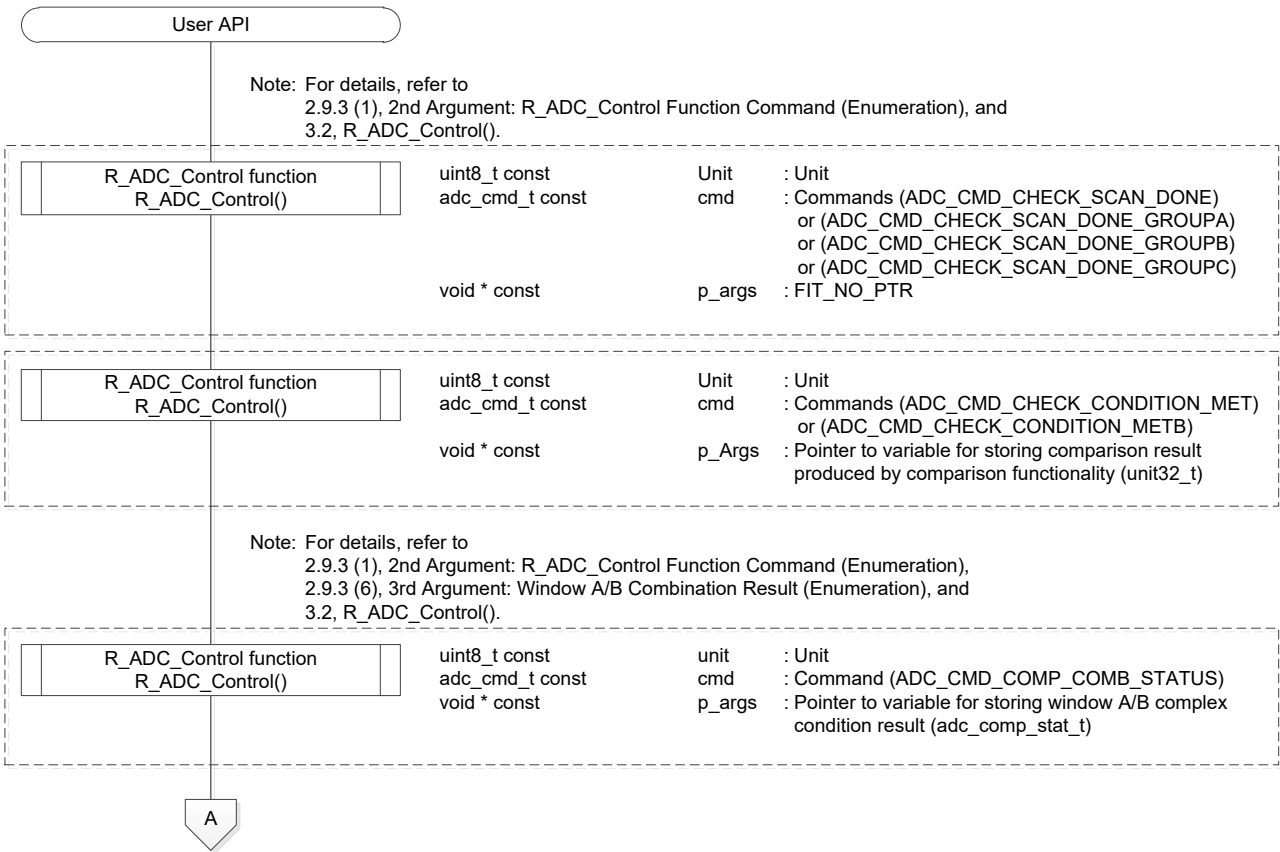 User API
Note: For details, refer to
2.9.3 (1), 2nd Argument: R_ADC_Control Function Command (Enumeration), and
3.2, R_ADC_Control().
R_ADC_Control function
R_ADC_Control()
uint8_t const Unit : Unit
adc_cmd_t const cmd : Commands (ADC_CMD_CHECK_SCAN_DONE)
or (ADC_CMD_CHECK_SCAN_DONE_GROUPA)
or (ADC_CMD_CHECK_SCAN_DONE_GROUPB)
or (ADC_CMD_CHECK_SCAN_DONE_GROUPC)
void * const p_args : FIT_NO_PTR
R_ADC_Control function
R_ADC_Control()
uint8_t const Unit : Unit
adc_cmd_t const cmd : Commands (ADC_CMD_CHECK_CONDITION_MET)
or (ADC_CMD_CHECK_CONDITION_METB)
void * const p_Args : Pointer to variable for storing comparison result
produced by comparison functionality (unit32_t)
Note: For details, refer to
2.9.3 (1), 2nd Argument: R_ADC_Control Function Command (Enumeration),
2.9.3 (6), 3rd Argument: Window A/B Combination Result (Enumeration), and
3.2, R_ADC_Control().
R_ADC_Control function
R_ADC_Control()
uint8_t const unit : Unit
adc_cmd_t const cmd : Command (ADC_CMD_COMP_COMB_STATUS)
void * const p_args : Pointer to variable for storing window A/B complex
condition result (adc_comp_stat_t)
A